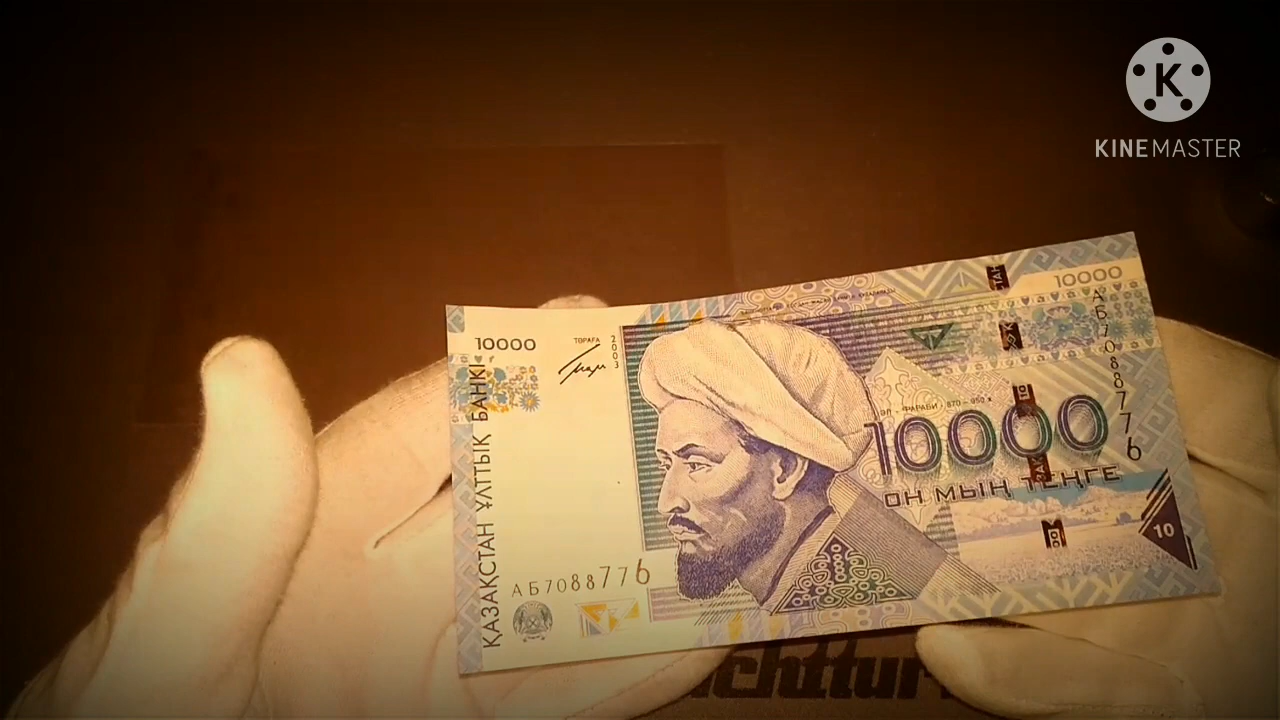 KINEMASTER
10000
10000
ТӨРАҒА
2003
АБ7088776
ӘЛ-ФАРАБИ 870-950 ж
10000
ОН МЫҢ ТЕҢГЕ
10
ҚАЗАҚСТАН ҰЛТТЫҚ БАНКІ
АБ7088776